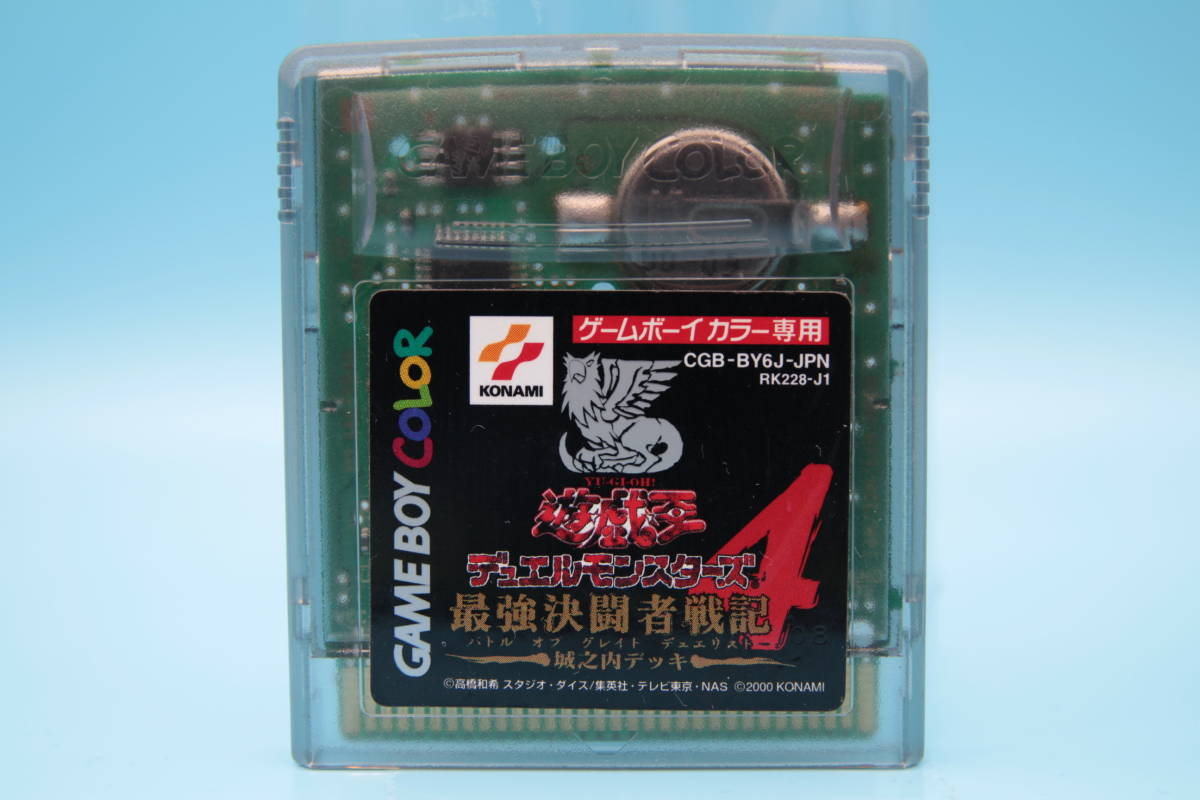 GAME BOY COLOR
GAME BOY COLOR
KONAMI
ゲームボーイカラー専用
CGB-BY6J-JPN
RK228-J1
YU-GI-OH!
遊戯王
デュエルモンスターズ
4
最強決闘者戦記
バトル オブ グレイト デュエリスト
城之内デッキ
©高橋和希 スタジオ・ダイス/集英社・テレビ東京・NAS ©2000 KONAMI